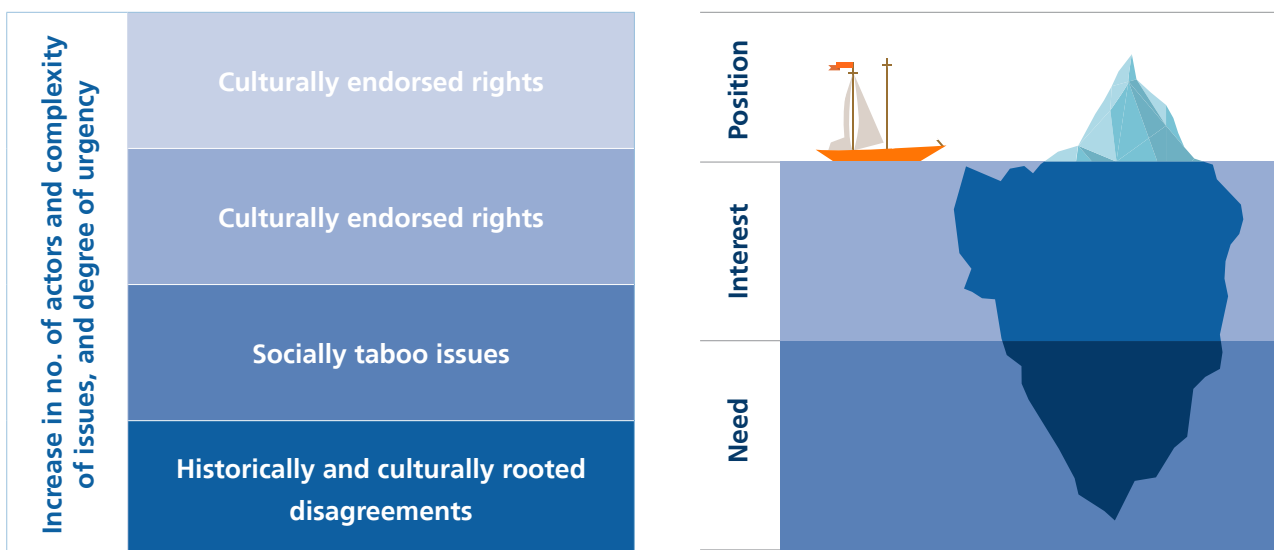 Increase in no. of actors and complexity
of issues, and degree of urgency
Culturally endorsed rights
Culturally endorsed rights
Socially taboo issues
Historically and culturally rooted
disagreements
Position
Interest
Need